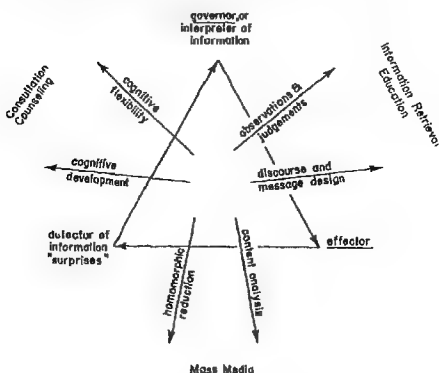 governor, or
interpreter of
information
Consultation
Counseling
cognitive
flexibility
observations &
judgements
Information Retrieval
Education
cognitive
development
discourse and
message design
detector of
information
"surprises"
effector
homomorphic
reduction
content analysis
Mass Media